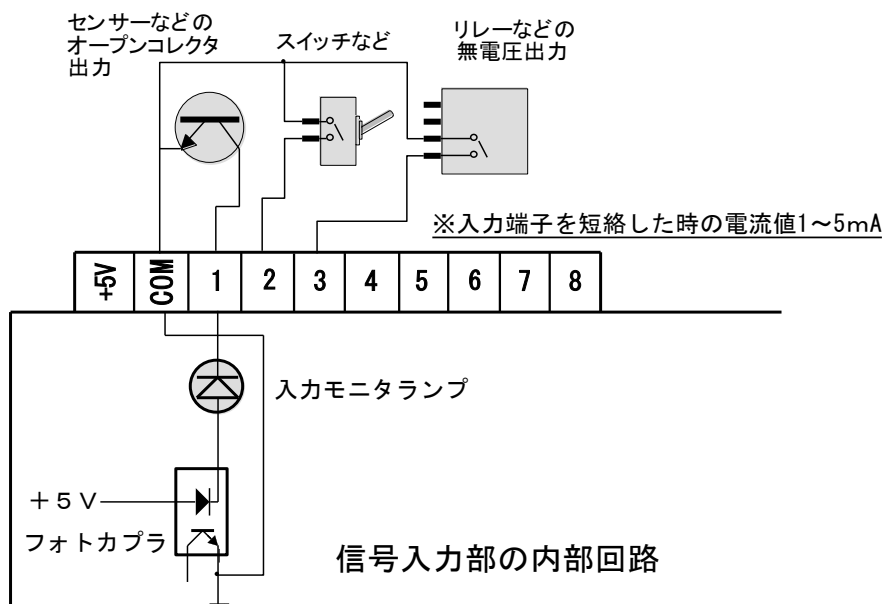 センサーなどの
オープンコレクタ
出力
スイッチなど
リレーなどの
無電圧出力
※入力端子を短絡した時の電流値1～5mA
+5V COM 1 2 3 4 5 6 7 8
入力モニタランプ
＋５Ｖ
フォトカプラ
信号入力部の内部回路